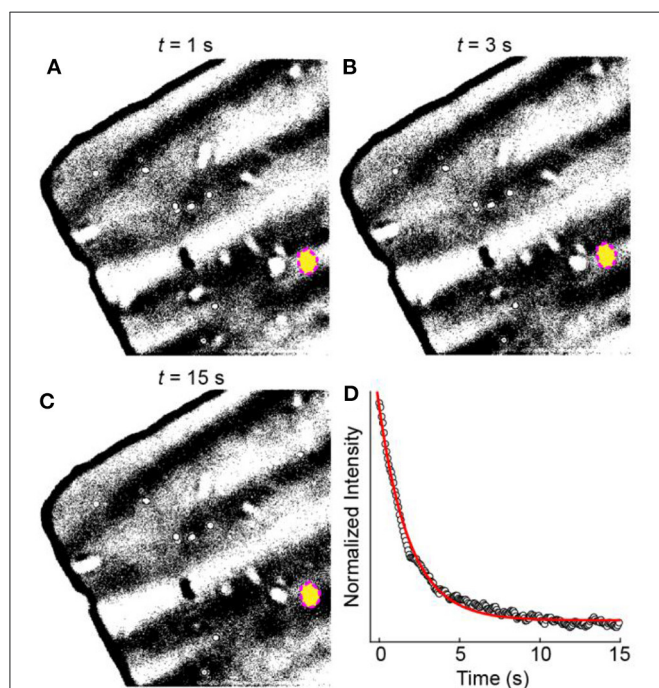 t = 1 s
t = 3 s
A
B
t = 15 s
C
D
Normalized Intensity
0
5
10
15
Time (s)